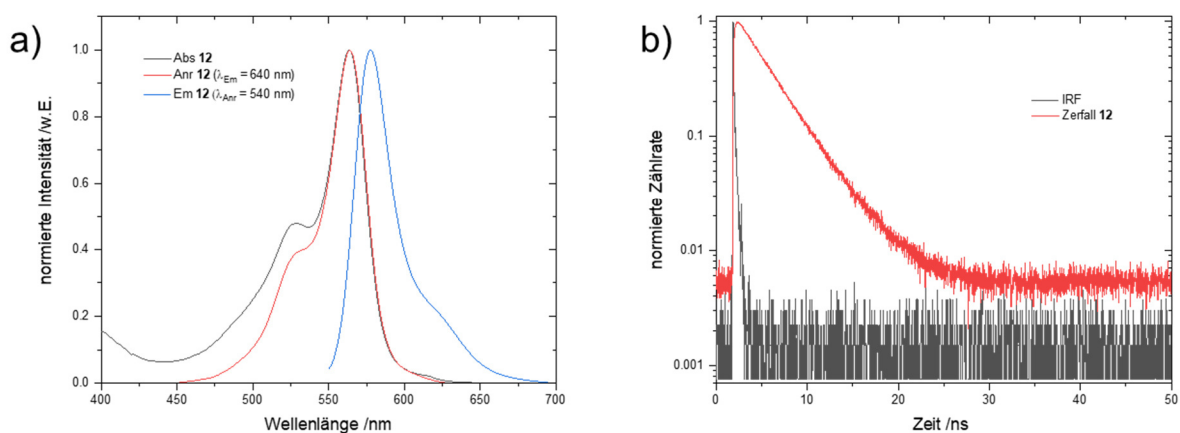 a)
Abs 12
Anr 12 (λEm = 640 nm)
Em 12 (λAnr = 540 nm)
normierte Intensität /w.E.
1.0
0.8
0.6
0.4
0.2
0.0
400 450 500 550 600 650 700
Wellenlänge /nm
b)
IRF
Zerfall 12
normierte Zählrate
1
0.1
0.01
0.001
0 10 20 30 40 50
Zeit /ns